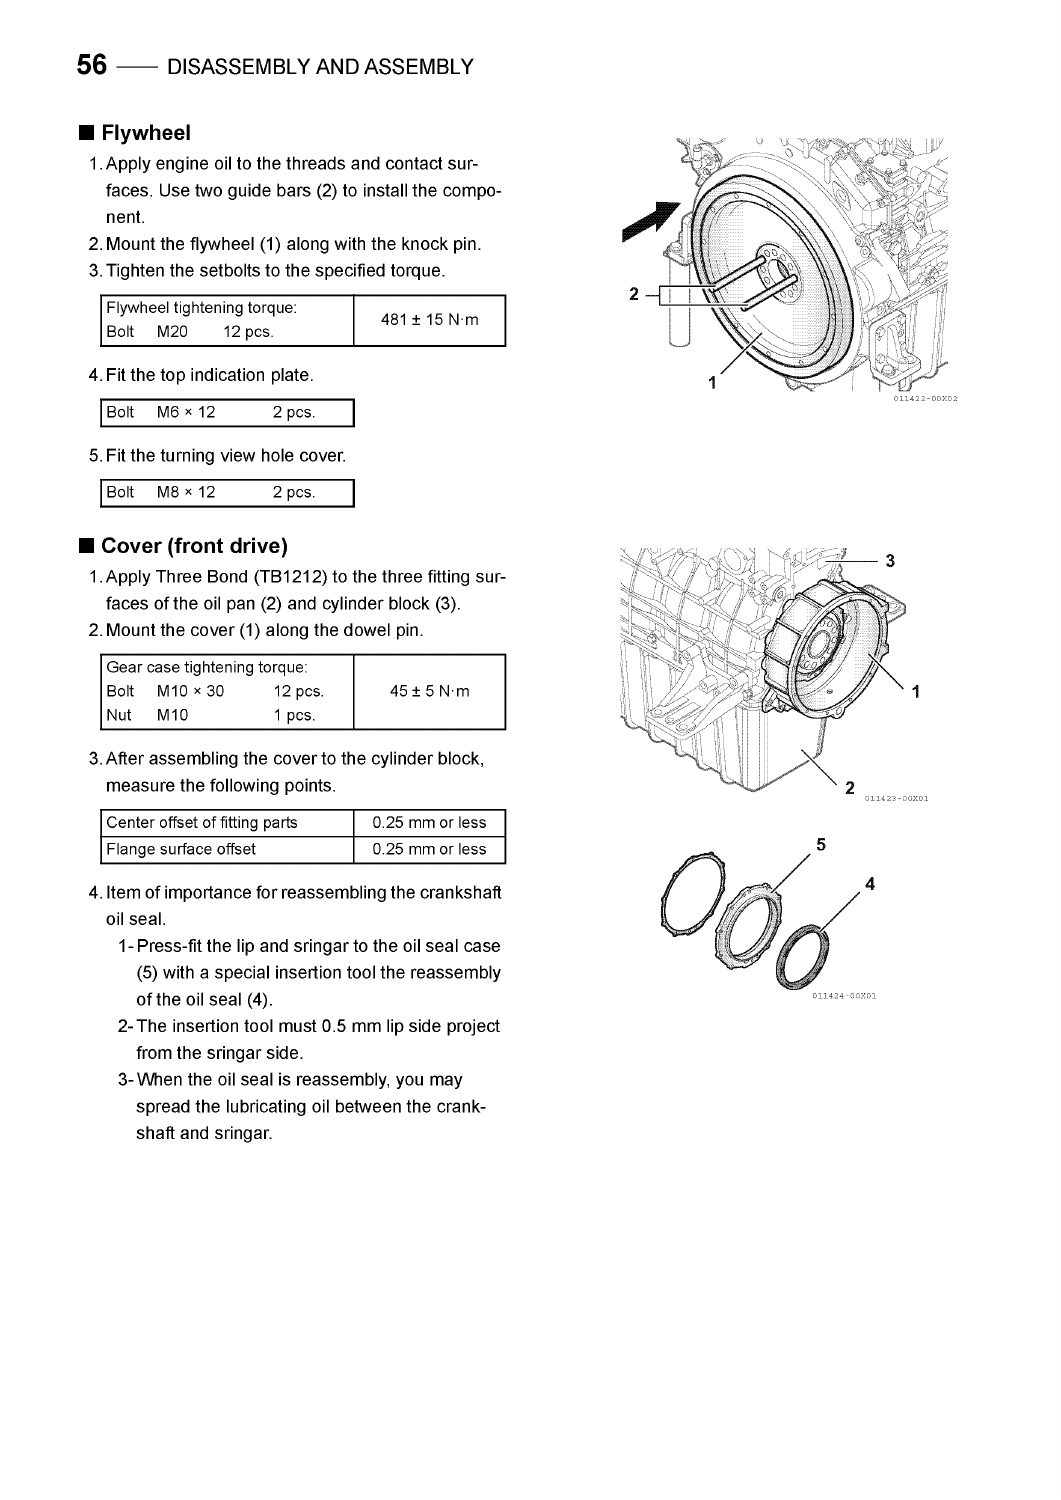 56 — DISASSEMBLY AND ASSEMBLY
■ Flywheel
1. Apply engine oil to the threads and contact sur-
faces. Use two guide bars (2) to install the compo-
nent.
2. Mount the flywheel (1) along with the knock pin.
3. Tighten the setbolts to the specified torque.
Flywheel tightening torque:
Bolt M20 12 pcs.
481 ± 15 N·m
4. Fit the top indication plate.
Bolt M6 × 12 2 pcs.
5. Fit the turning view hole cover.
Bolt M8 × 12 2 pcs.
2
1
011422-00X02
■ Cover (front drive)
1. Apply Three Bond (TB1212) to the three fitting sur-
faces of the oil pan (2) and cylinder block (3).
2. Mount the cover (1) along the dowel pin.
Gear case tightening torque:
Bolt M10 × 30 12 pcs.
Nut M10 1 pcs.
45 ± 5 N·m
3. After assembling the cover to the cylinder block,
measure the following points.
Center offset of fitting parts 0.25 mm or less
Flange surface offset 0.25 mm or less
4. Item of importance for reassembling the crankshaft
oil seal.
1- Press-fit the lip and sringar to the oil seal case
(5) with a special insertion tool the reassembly
of the oil seal (4).
2- The insertion tool must 0.5 mm lip side project
from the sringar side.
3- When the oil seal is reassembly, you may
spread the lubricating oil between the crank-
shaft and sringar.
3
1
2
011423-00X01
5
4
011424-00X01